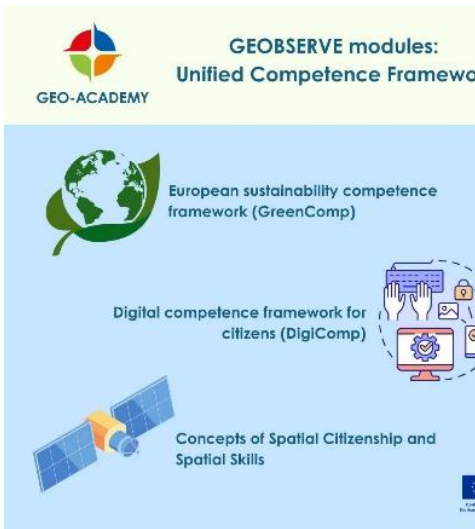 GEOBSERVE modules:
Unified Competence Framewo
GEO-ACADEMY
European sustainability competence
framework (GreenComp)
Digital competence framework for
citizens (DigiComp)
Concepts of Spatial Citizenship and
Spatial Skills